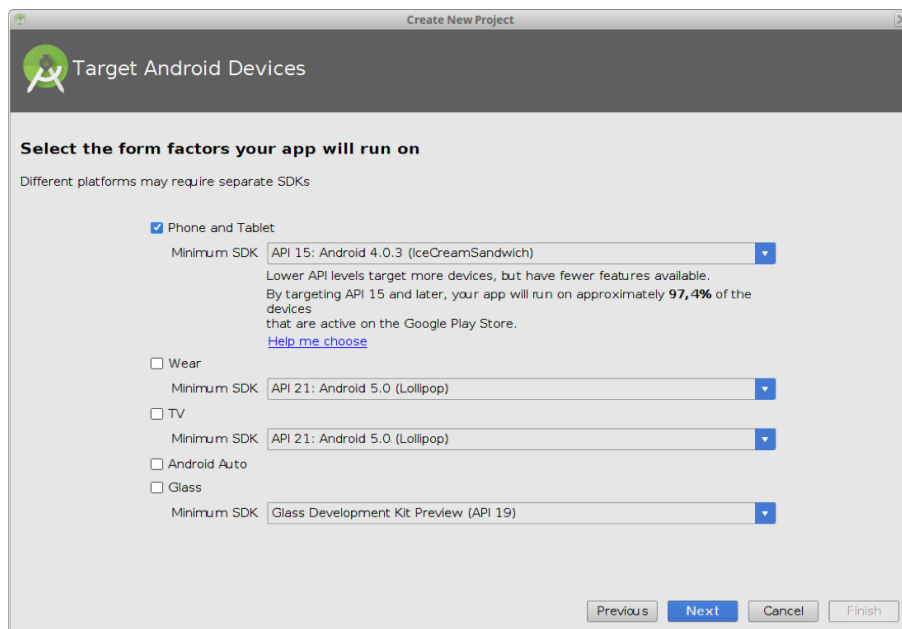 Create New Project
Target Android Devices
Select the form factors your app will run on
Different platforms may require separate SDKs
Phone and Tablet
Minimum SDK API 15: Android 4.0.3 (IceCreamSandwich)
Lower API levels target more devices, but have fewer features available.
By targeting API 15 and later, your app will run on approximately 97,4% of the
devices
that are active on the Google Play Store.
Help me choose
Wear
Minimum SDK API 21: Android 5.0 (Lollipop)
TV
Minimum SDK API 21: Android 5.0 (Lollipop)
Android Auto
Glass
Minimum SDK Glass Development Kit Preview (API 19)
Previous Next Cancel Finish